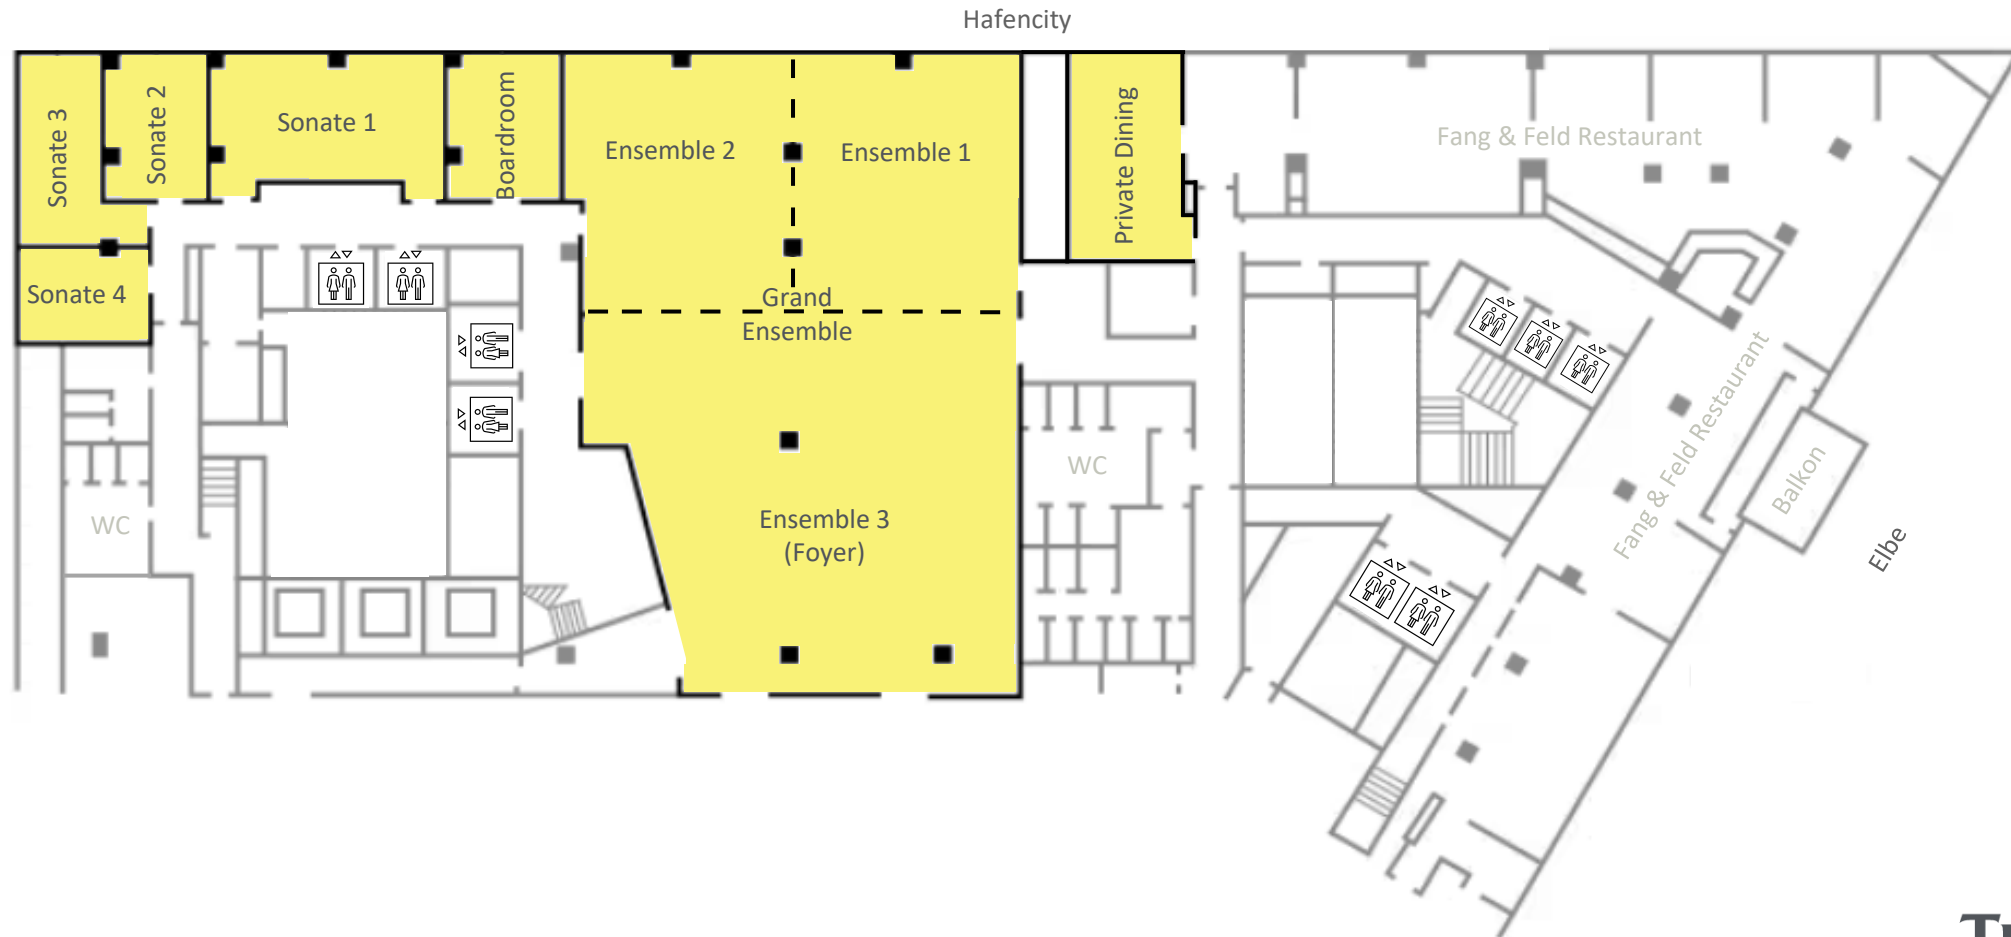 Hafencity
Sonate 3
Sonate 2
Sonate 1
Boardroom
Ensemble 2
Ensemble 1
Private Dining
Fang & Feld Restaurant
Sonate 4
Grand
Ensemble
Fang & Feld Restaurant
Balkon
Elbe
WC
WC
Ensemble 3
(Foyer)